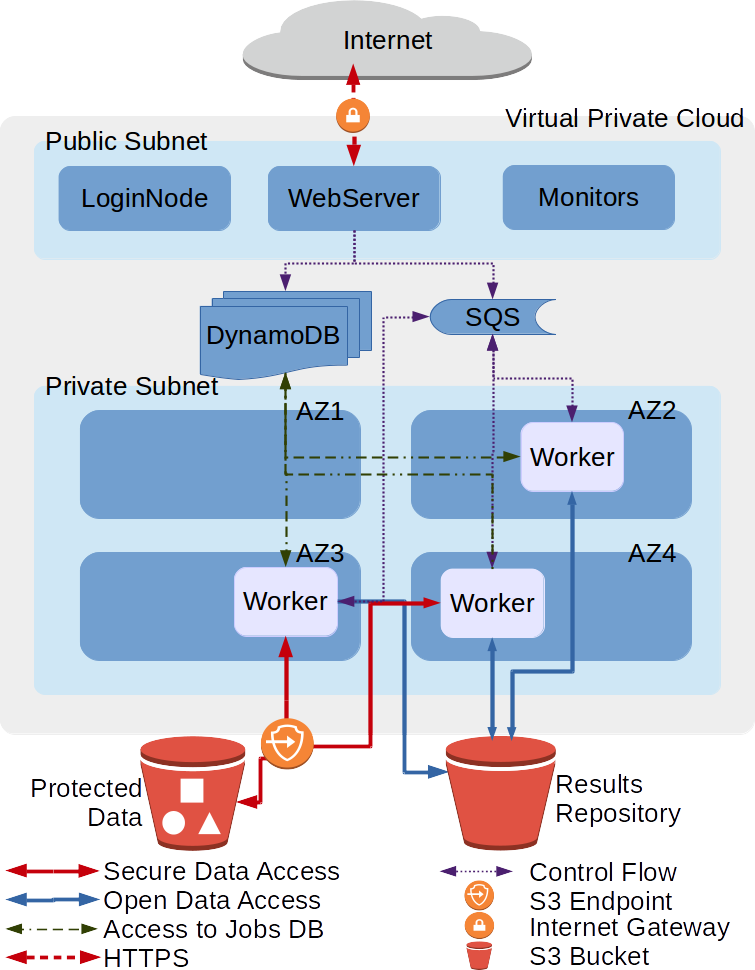 Internet
Virtual Private Cloud
Public Subnet
LoginNode
WebServer
Monitors
DynamoDB
SQS
Private Subnet
AZ1
AZ2
Worker
AZ3
AZ4
Worker
Worker
Protected
Data
Results
Repository
Secure Data Access
Open Data Access
Access to Jobs DB
HTTPS
Control Flow
S3 Endpoint
Internet Gateway
S3 Bucket